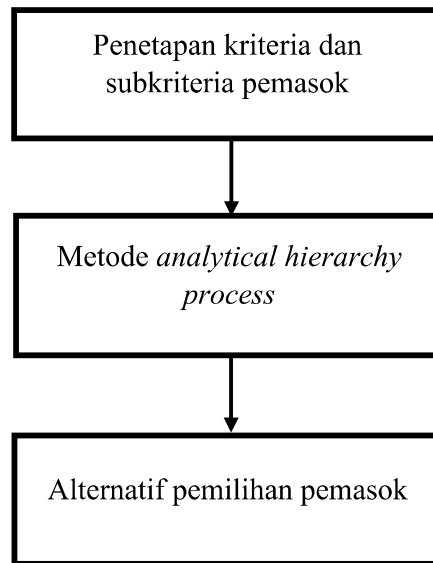 Penetapan kriteria dan
subkriteria pemasok
Metode analytical hierarchy
process
Alternatif pemilihan pemasok